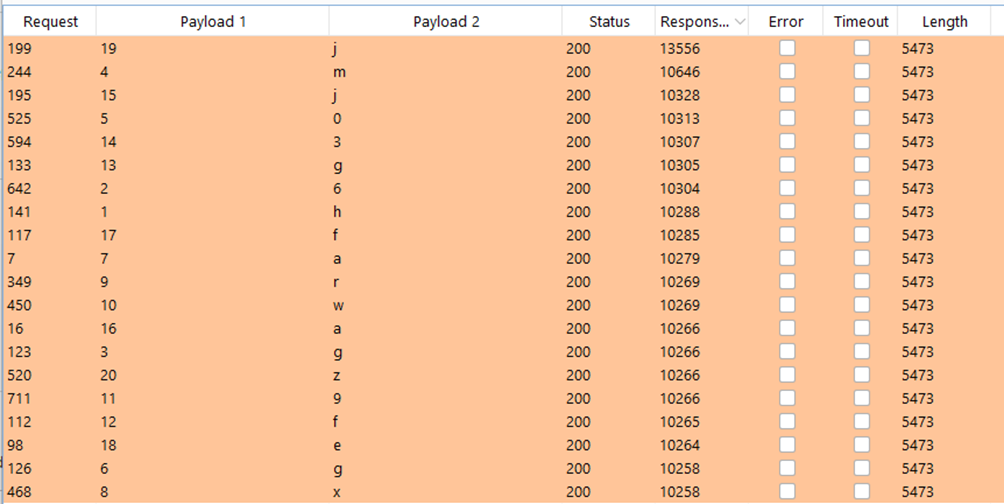 Request Payload 1 Payload 2 Status Respons... Error Timeout Length
199 19 j 200 13556 5473
244 4 m 200 10646 5473
195 15 j 200 10328 5473
525 5 0 200 10313 5473
594 14 3 200 10307 5473
133 13 g 200 10305 5473
642 2 6 200 10304 5473
141 1 h 200 10288 5473
117 17 f 200 10285 5473
7 7 a 200 10279 5473
349 9 r 200 10269 5473
450 10 w 200 10269 5473
16 16 a 200 10266 5473
123 3 g 200 10266 5473
520 20 z 200 10266 5473
711 11 9 200 10266 5473
112 12 f 200 10265 5473
98 18 e 200 10264 5473
126 6 g 200 10258 5473
468 8 x 200 10258 5473